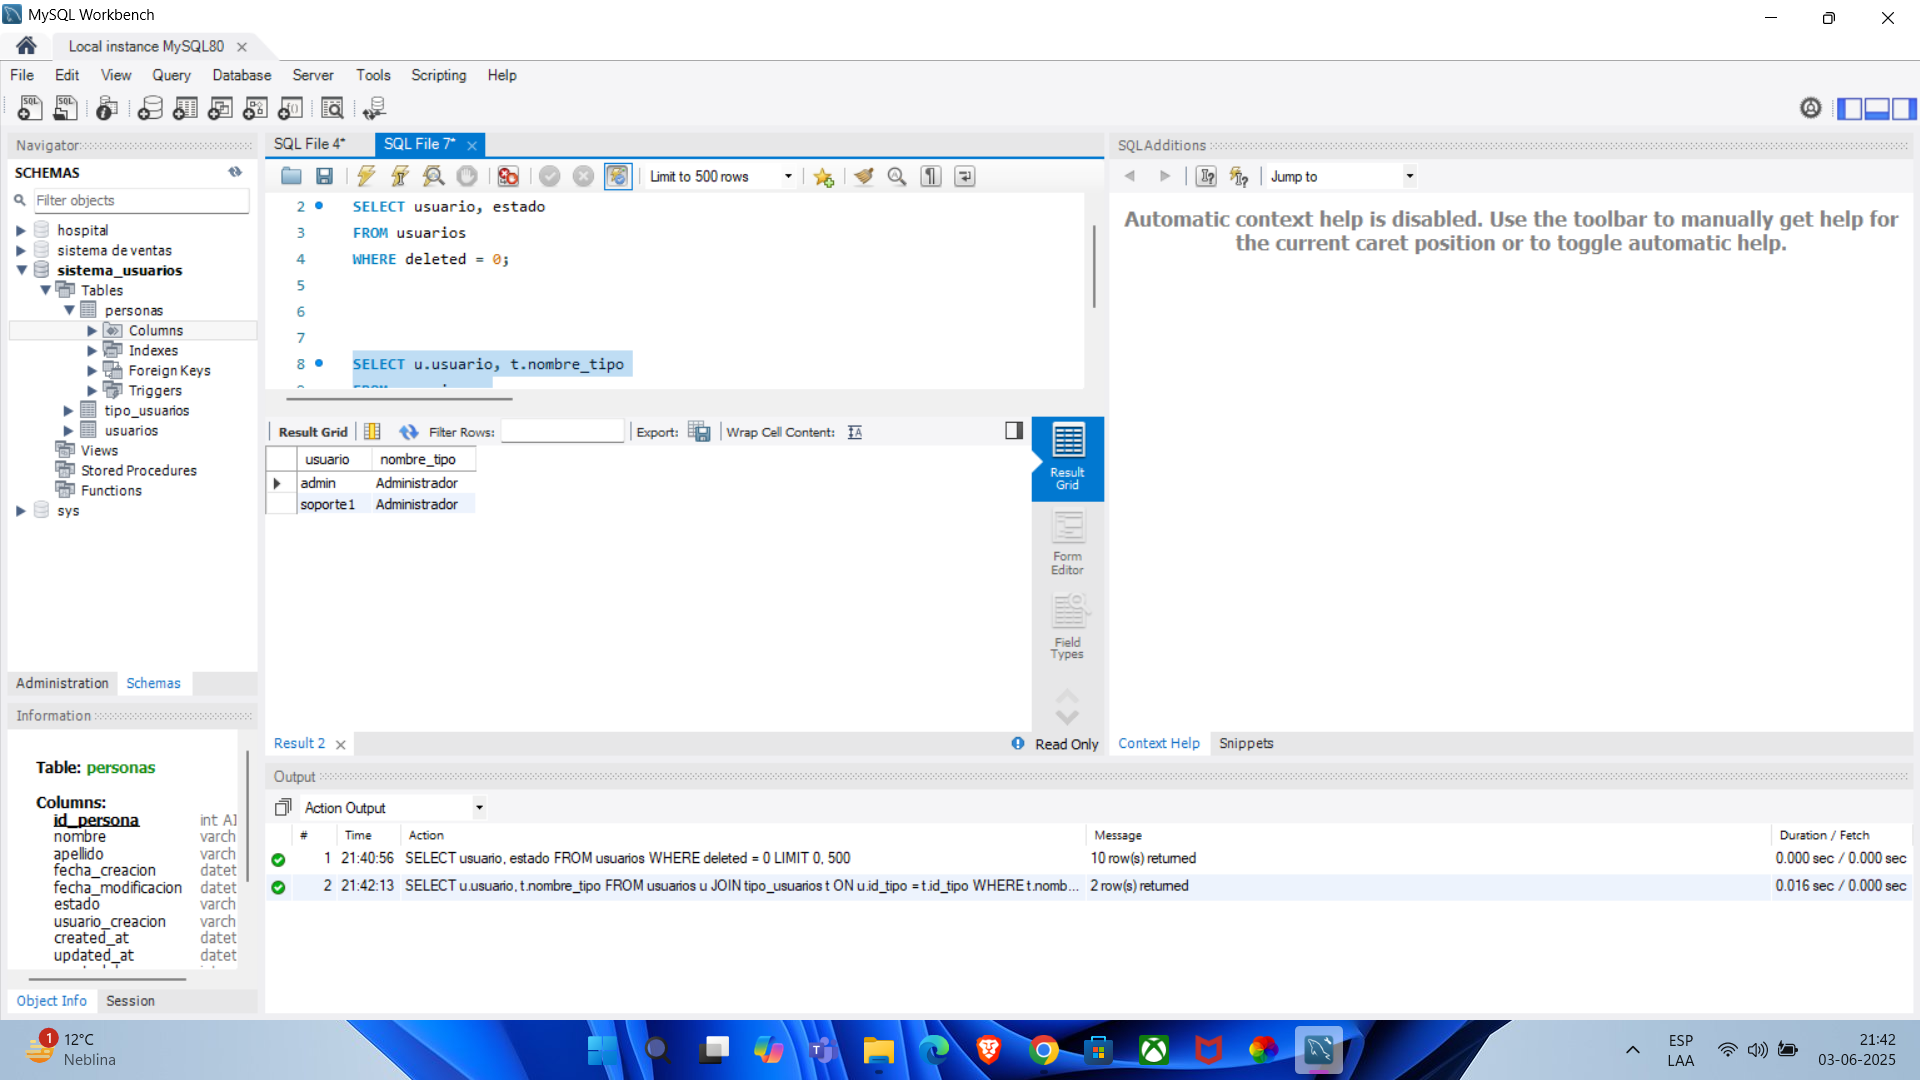 MySQL Workbench
Local instance MySQL80
File Edit View Query Database Server Tools Scripting Help
Navigator
SCHEMAS
Filter objects
hospital
sistema de ventas
sistema_usuarios
Tables
personas
Columns
Indexes
Foreign Keys
Triggers
tipo_usuarios
usuarios
Views
Stored Procedures
Functions
sys
Administration Schemas
Information
Table: personas
Columns:
id_persona int AI
nombre varch
apellido varch
fecha_creacion datet
fecha_modificacion datet
estado varch
usuario_creacion varch
created_at datet
updated_at datet
Object Info Session
SQL File 4* SQL File 7*
Limit to 500 rows
2 SELECT usuario, estado
3 FROM usuarios
4 WHERE deleted = 0;
5
6
7
8 SELECT u.usuario, t.nombre_tipo
Result Grid Filter Rows: Export: Wrap Cell Content:
usuario nombre_tipo
admin Administrador
soporte1 Administrador
Result Grid
Form Editor
Field Types
Result 2 Read Only
SQLAdditions
Jump to
Automatic context help is disabled. Use the toolbar to manually get help for
the current caret position or to toggle automatic help.
Context Help Snippets
Output
Action Output
# Time Action Message Duration / Fetch
1 21:40:56 SELECT usuario, estado FROM usuarios WHERE deleted = 0 LIMIT 0, 500 10 row(s) returned 0.000 sec / 0.000 sec
2 21:42:13 SELECT u.usuario, t.nombre_tipo FROM usuarios u JOIN tipo_usuarios t ON u.id_tipo = t.id_tipo WHERE t.nomb... 2 row(s) returned 0.016 sec / 0.000 sec
1 12°C
Neblina
ESP
LAA
21:42
03-06-2025